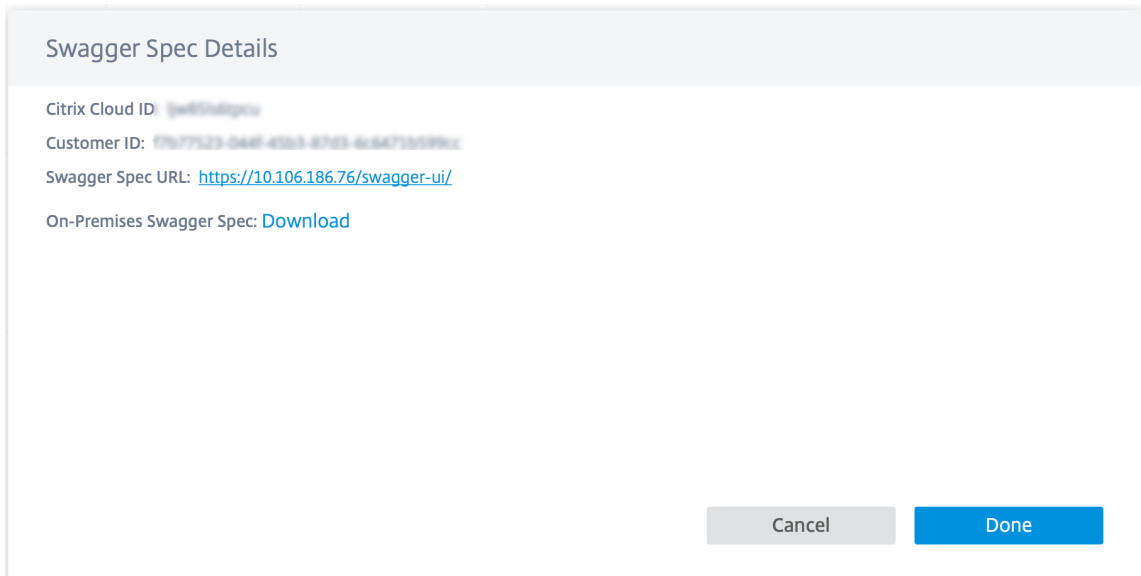 Swagger Spec Details
Citrix Cloud ID:
Customer ID:
Swagger Spec URL: https://10.106.186.76/swagger-ui/
On-Premises Swagger Spec: Download
Cancel Done